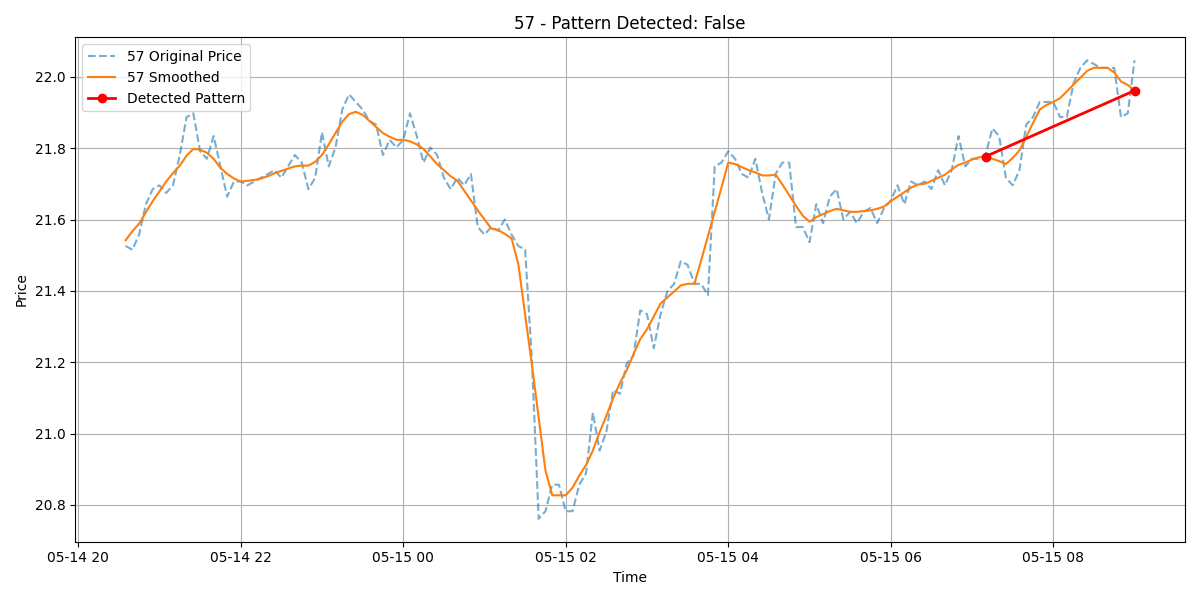 57 - Pattern Detected: False
57 Original Price
57 Smoothed
Detected Pattern
Price
22.0
21.8
21.6
21.4
21.2
21.0
20.8
05-14 20
05-14 22
05-15 00
05-15 02
05-15 04
05-15 06
05-15 08
Time